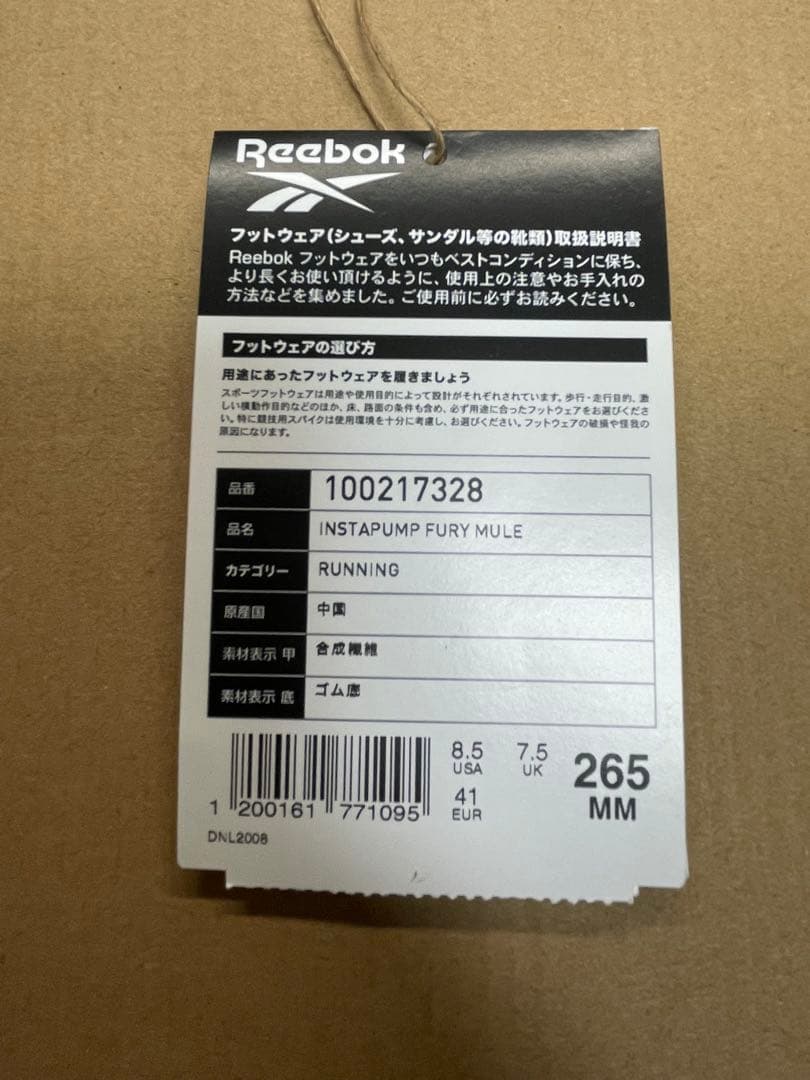 Reebok
フットウェア(シューズ、サンダル等の靴類)取扱説明書
Reebok フットウェアをいつもベストコンディションに保ち、
より長くお使い頂けるように、使用上の注意やお手入れの
方法などを集めました。ご使用前に必ずお読みください。
フットウェアの選び方
用途にあったフットウェアを履きましょう
スポーツフットウェアは用途や使用目的によって設計がそれぞれされています。歩行・走行目的、激
しい横動作目的などのほか、床、路面の条件も含め、必ず用途に合ったフットウェアをお選びくださ
い。特に競技用スパイクは使用環境を十分に考慮し、お選びください。フットウェアの破損や怪我の
原因になります。
品番 100217328
品名 INSTAPUMP FURY MULE
カテゴリー RUNNING
原産国 中国
素材表示 甲 合成繊維
素材表示 底 ゴム底
8.5 USA 7.5 UK 265 MM
41 EUR
1 200161 771095
DNL2008